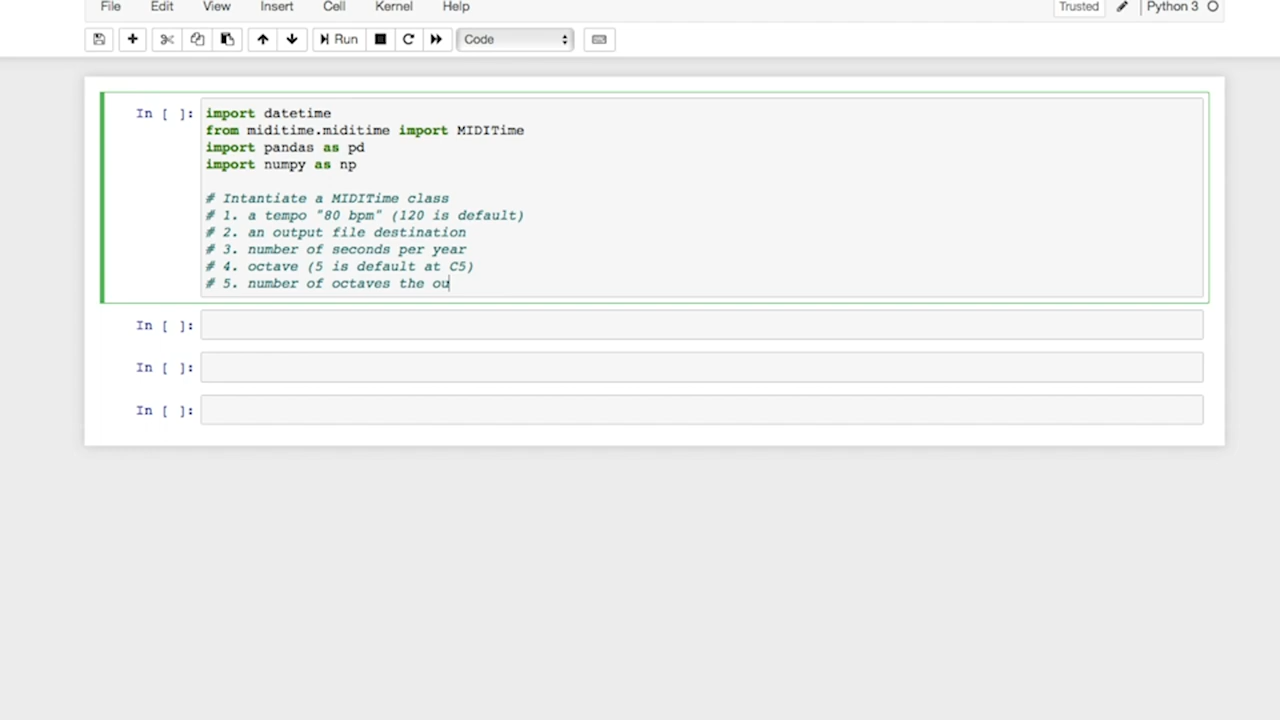 File Edit View Insert Cell Kernel Help Trusted Python 3
Run Code
In [ ]: import datetime
from miditime.miditime import MIDITime
import pandas as pd
import numpy as np
# Intantiate a MIDITime class
# 1. a tempo "80 bpm" (120 is default)
# 2. an output file destination
# 3. number of seconds per year
# 4. octave (5 is default at C5)
# 5. number of octaves the ou
In [ ]:
In [ ]:
In [ ]: